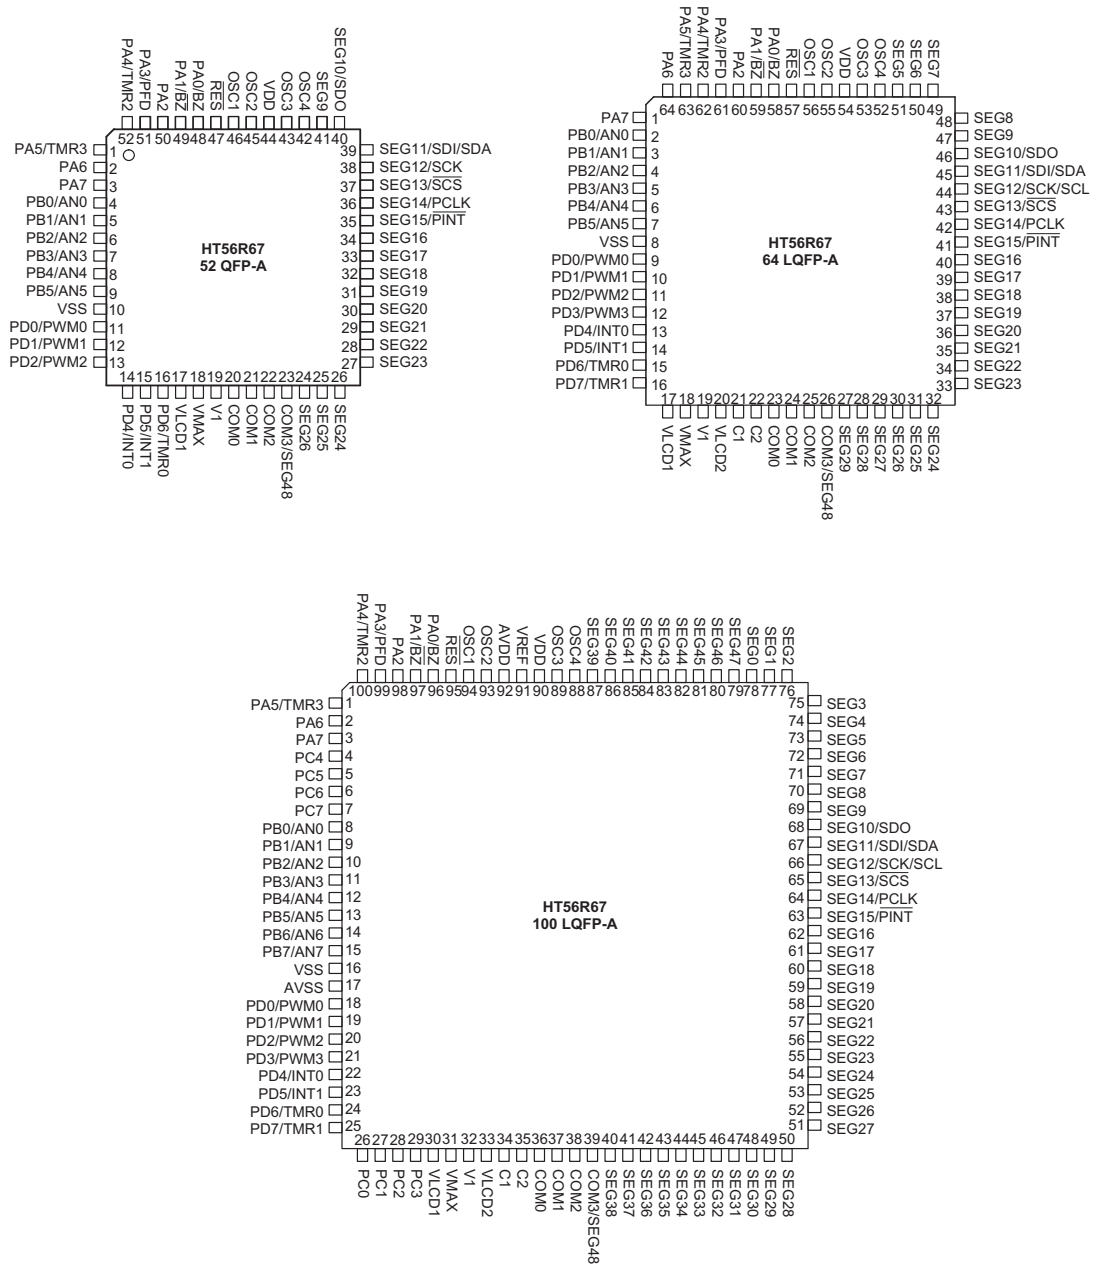 PA4/TMR2
PA3/PFD
PA2
PA1/BZ
PA0/BZ
RES
OSC1
OSC2
VDD
OSC3
OSC4
SEG9
SEG10/SDO
52 51 50 49 48 47 46 45 44 43 42 41 40
PA5/TMR3 1
PA6 2
PA7 3
PB0/AN0 4
PB1/AN1 5
PB2/AN2 6
PB3/AN3 7
PB4/AN4 8
PB5/AN5 9
VSS 10
PD0/PWM0 11
PD1/PWM1 12
PD2/PWM2 13
HT56R67
52 QFP-A
39 SEG11/SDI/SDA
38 SEG12/SCK
37 SEG13/SCS
36 SEG14/PCLK
35 SEG15/PINT
34 SEG16
33 SEG17
32 SEG18
31 SEG19
30 SEG20
29 SEG21
28 SEG22
27 SEG23
14 15 16 17 18 19 20 21 22 23 24 25 26
PD4/INT0
PD5/INT1
PD6/TMR0
VLCD1
VMAX
V1
COM0
COM1
COM2
COM3/SEG48
SEG26
SEG25
SEG24
PA6
PA5/TMR3
PA4/TMR2
PA3/PFD
PA2
PA1/BZ
PA0/BZ
RES
OSC1
OSC2
VDD
OSC3
OSC4
SEG5
SEG6
SEG7
64 63 62 61 60 59 58 57 56 55 54 53 52 51 50 49
PA7 1
PB0/AN0 2
PB1/AN1 3
PB2/AN2 4
PB3/AN3 5
PB4/AN4 6
PB5/AN5 7
VSS 8
PD0/PWM0 9
PD1/PWM1 10
PD2/PWM2 11
PD3/PWM3 12
PD4/INT0 13
PD5/INT1 14
PD6/TMR0 15
PD7/TMR1 16
HT56R67
64 LQFP-A
48 SEG8
47 SEG9
46 SEG10/SDO
45 SEG11/SDI/SDA
44 SEG12/SCK/SCL
43 SEG13/SCS
42 SEG14/PCLK
41 SEG15/PINT
40 SEG16
39 SEG17
38 SEG18
37 SEG19
36 SEG20
35 SEG21
34 SEG22
33 SEG23
17 18 19 20 21 22 23 24 25 26 27 28 29 30 31 32
VLCD1
VMAX
V1
VLCD2
C1
C2
COM0
COM1
COM2
COM3/SEG48
SEG29
SEG28
SEG27
SEG26
SEG25
SEG24
PA4/TMR2
PA3/PFD
PA2
PA1/BZ
PA0/BZ
RES
OSC1
OSC2
AVDD
VREF
VDD
OSC3
OSC4
SEG39
SEG40
SEG41
SEG42
SEG43
SEG44
SEG45
SEG46
SEG47
SEG0
SEG1
SEG2
100 99 98 97 96 95 94 93 92 91 90 89 88 87 86 85 84 83 82 81 80 79 78 77 76
PA5/TMR3 1
PA6 2
PA7 3
PC4 4
PC5 5
PC6 6
PC7 7
PB0/AN0 8
PB1/AN1 9
PB2/AN2 10
PB3/AN3 11
PB4/AN4 12
PB5/AN5 13
PB6/AN6 14
PB7/AN7 15
VSS 16
AVSS 17
PD0/PWM0 18
PD1/PWM1 19
PD2/PWM2 20
PD3/PWM3 21
PD4/INT0 22
PD5/INT1 23
PD6/TMR0 24
PD7/TMR1 25
HT56R67
100 LQFP-A
75 SEG3
74 SEG4
73 SEG5
72 SEG6
71 SEG7
70 SEG8
69 SEG9
68 SEG10/SDO
67 SEG11/SDI/SDA
66 SEG12/SCK/SCL
65 SEG13/SCS
64 SEG14/PCLK
63 SEG15/PINT
62 SEG16
61 SEG17
60 SEG18
59 SEG19
58 SEG20
57 SEG21
56 SEG22
55 SEG23
54 SEG24
53 SEG25
52 SEG26
51 SEG27
26 27 28 29 30 31 32 33 34 35 36 37 38 39 40 41 42 43 44 45 46 47 48 49 50
PC0
PC1
PC2
PC3
VLCD1
VMAX
V1
VLCD2
C1
C2
COM0
COM1
COM2
COM3/SEG48
SEG38
SEG37
SEG36
SEG35
SEG34
SEG33
SEG32
SEG31
SEG30
SEG29
SEG28